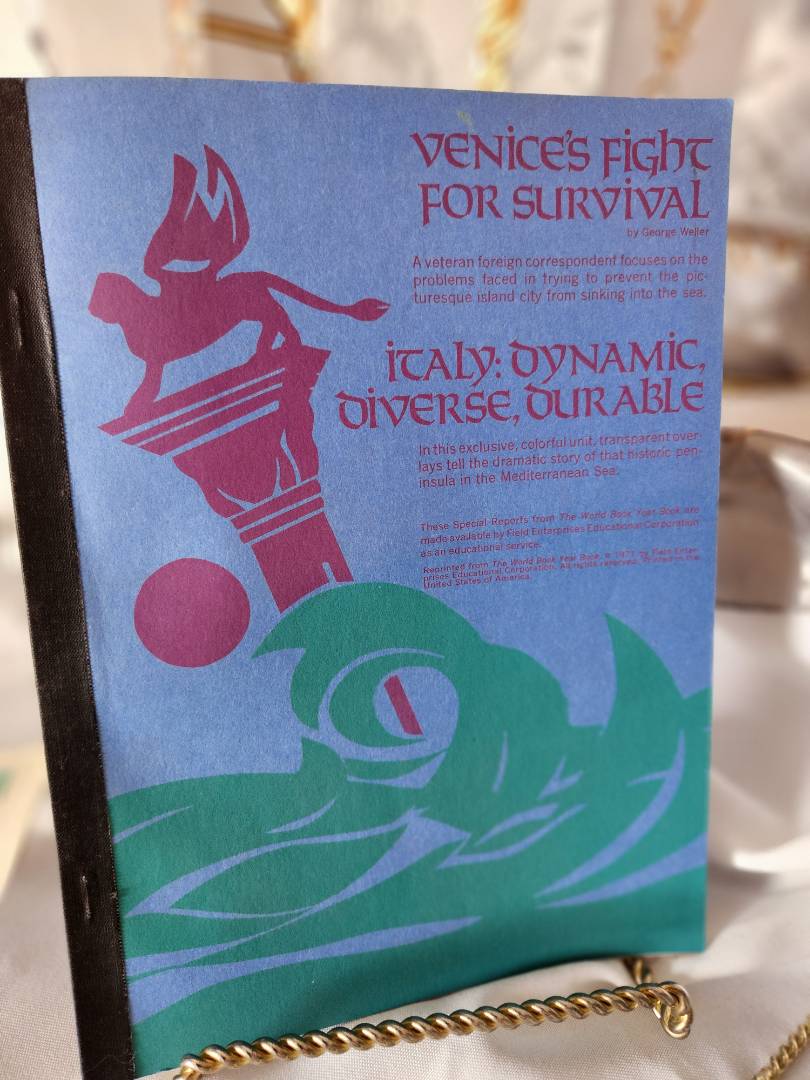 VENICE'S FIGHT
FOR SURVIVAL
by George Weller
A veteran foreign correspondent focuses on the
problems faced in trying to prevent the pic-
turesque island city from sinking into the sea.
ITALY: DYNAMIC,
DIVERSE, DURABLE
In this exclusive, colorful unit, transparent over-
lays tell the dramatic story of that historic pen-
insula in the Mediterranean Sea.
These Special Reports from The World Book Year Book are
made available by Field Enterprises Educational Corporation
as an educational service.
Reprinted from The World Book Year Book. © 1971 by Field Enter-
prises Educational Corporation. All rights reserved. Printed in the
United States of America.